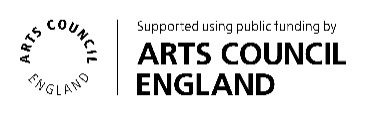 ARTS COUNCIL
ENGLAND
Supported using public funding by
ARTS COUNCIL
ENGLAND